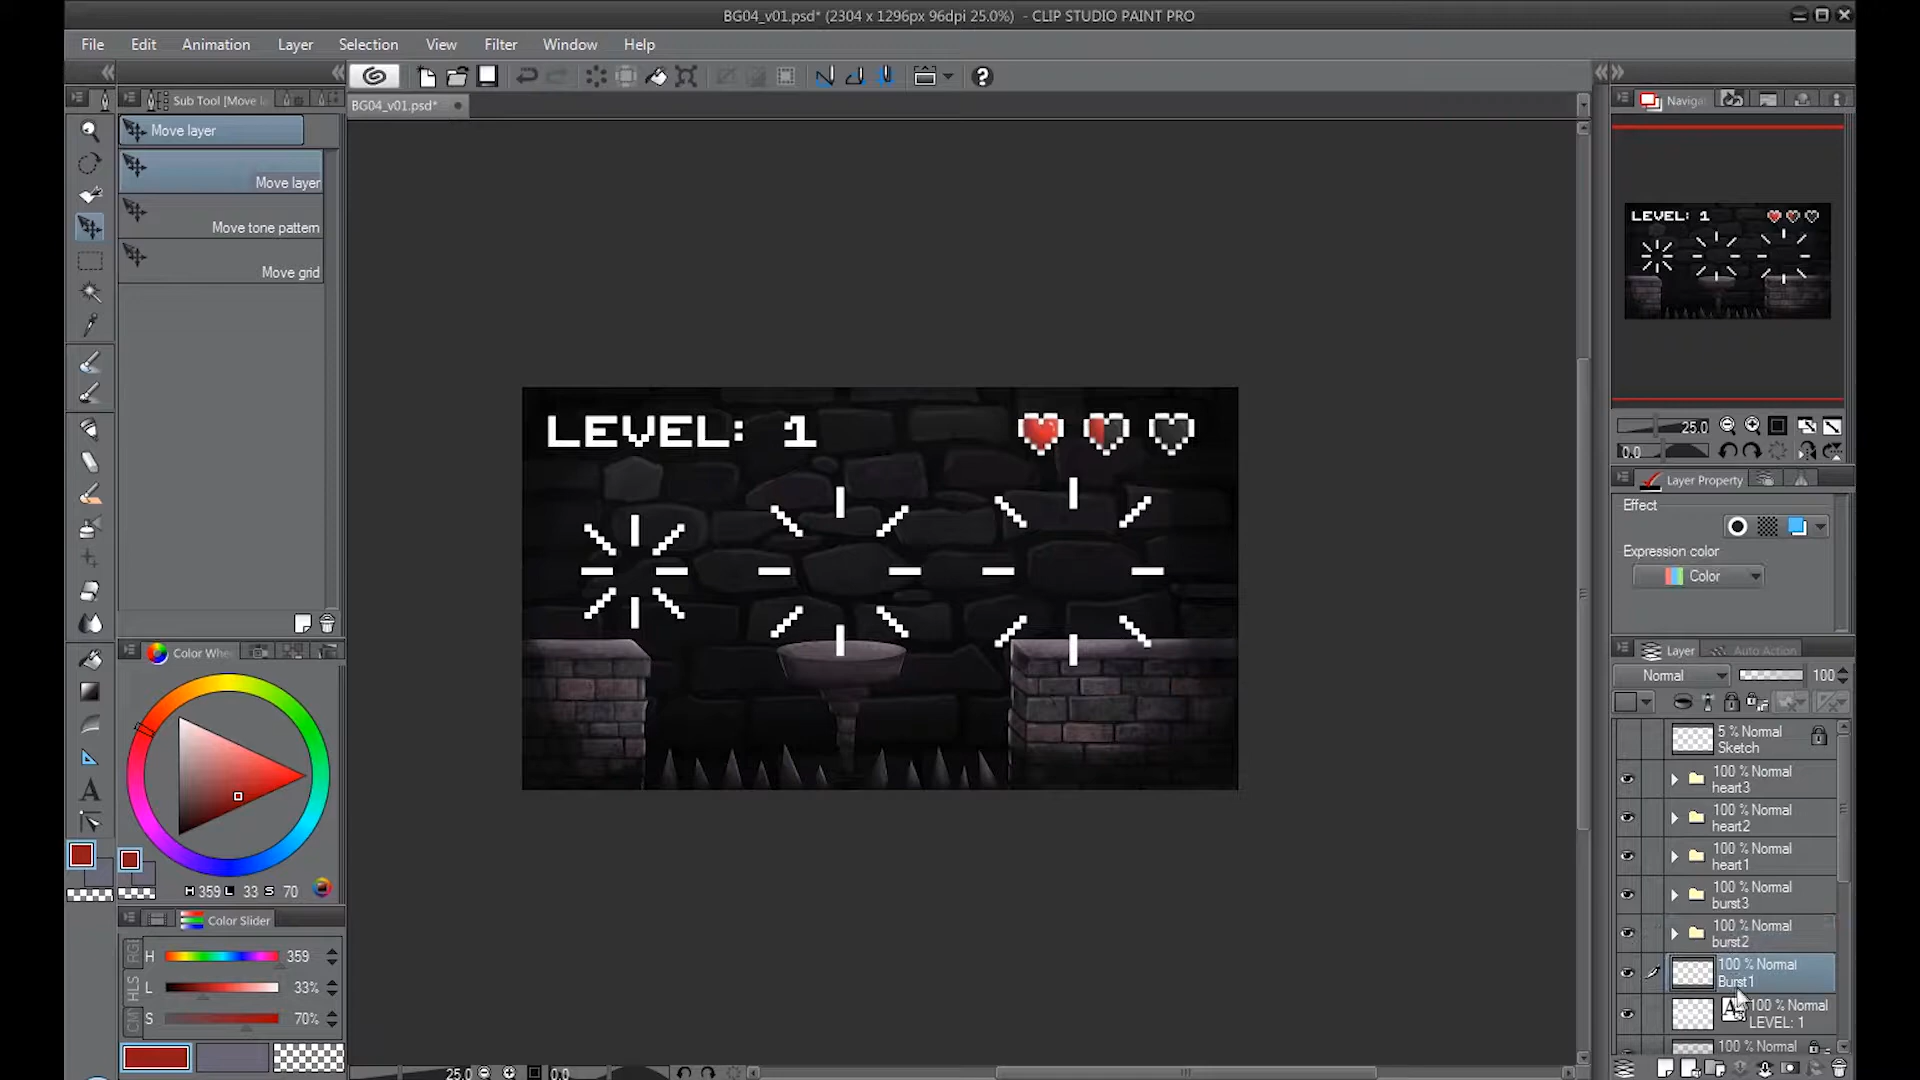 BG04_v01.psd* (2304 x 1296px 96dpi 25.0%) - CLIP STUDIO PAINT PRO
File Edit Animation Layer Selection View Filter Window Help
Sub Tool [Move la
BG04_v01.psd*
Naviga
Move layer
Move layer
Move tone pattern
Move grid
LEVEL: 1
LEVEL: 1
25.0
0.0
Layer Property
Effect
Expression color
Color
Layer
Auto Action
Normal
100
5 % Normal
Sketch
100 % Normal
heart3
100 % Normal
heart2
100 % Normal
heart1
100 % Normal
burst3
100 % Normal
burst2
100 % Normal
Burst1
100 % Normal
LEVEL: 1
100 % Normal
Color Whe
H 359 L 33 S 70
Color Slider
H 359
L 33%
S 70%
25.0
0.0